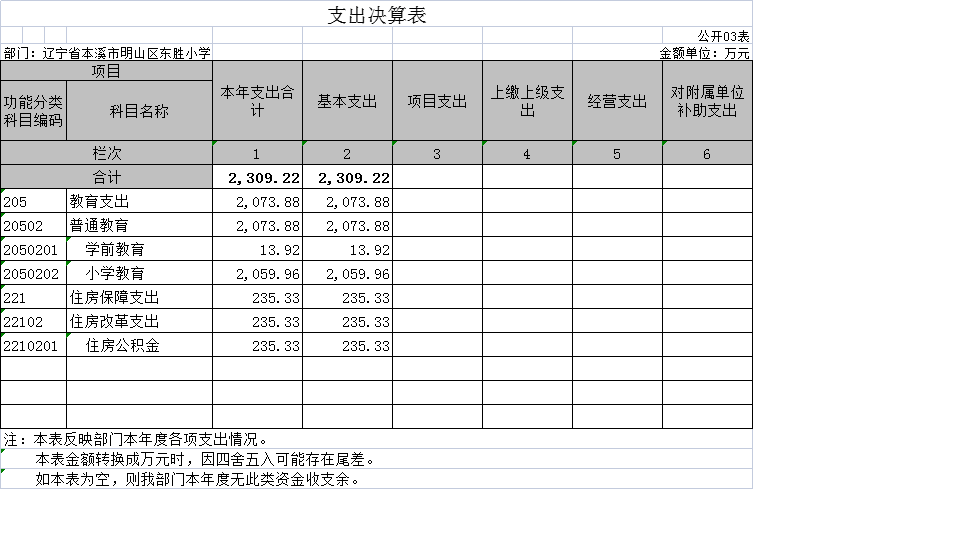 支出决算表
公开03表
部门：辽宁省本溪市明山区东胜小学 金额单位：万元
项目 本年支出合计 基本支出 项目支出 上缴上级支出 经营支出 对附属单位补助支出
功能分类科目编码 科目名称
栏次 1 2 3 4 5 6
合计 2,309.22 2,309.22
205 教育支出 2,073.88 2,073.88
20502 普通教育 2,073.88 2,073.88
2050201 学前教育 13.92 13.92
2050202 小学教育 2,059.96 2,059.96
221 住房保障支出 235.33 235.33
22102 住房改革支出 235.33 235.33
2210201 住房公积金 235.33 235.33
注：本表反映部门本年度各项支出情况。
本表金额转换成万元时，因四舍五入可能存在尾差。
如本表为空，则我部门本年度无此类资金收支余。